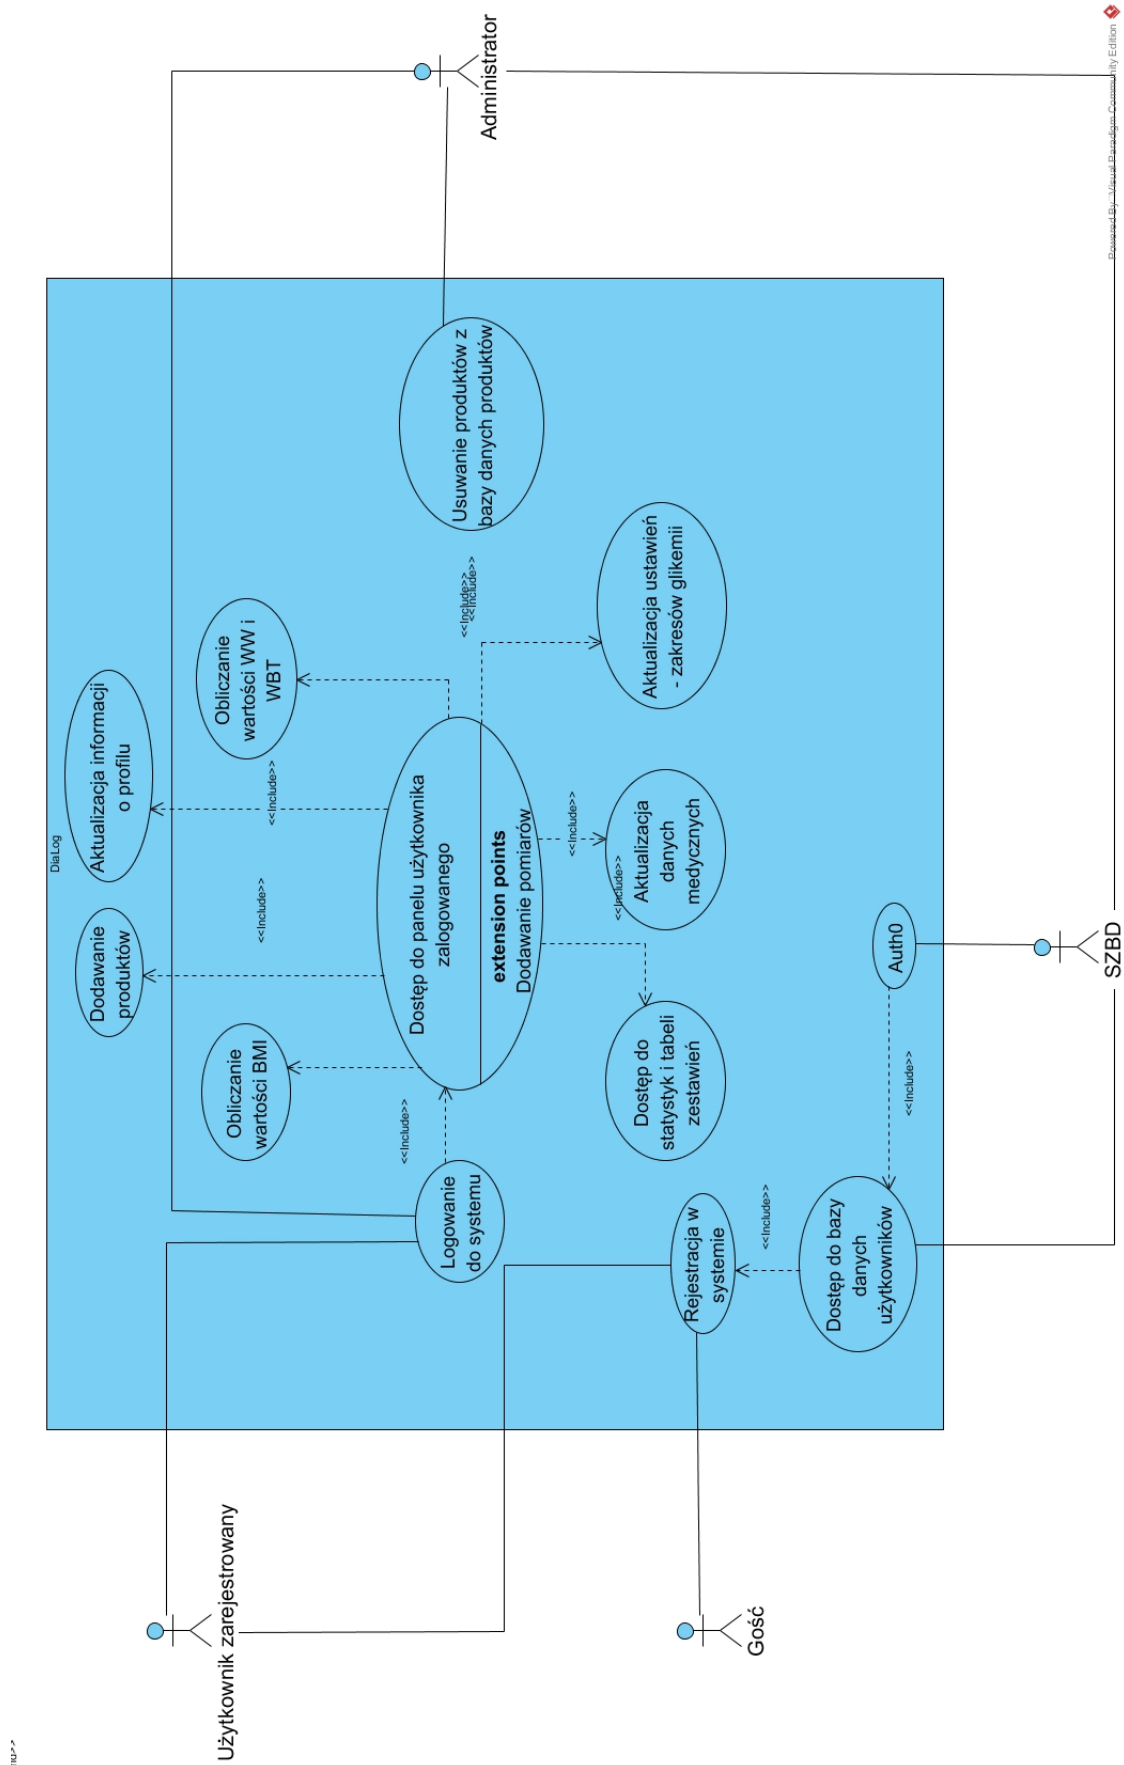 DiaLog
Użytkownik zarejestrowany
Gość
Administrator
SZBD
Dodawanie
produktów
Aktualizacja informacji
o profilu
Obliczanie
wartości BMI
Obliczanie
wartości WW i
WBT
<<Include>>
<<Include>>
<<Include>>
<<Include>>
<<Include>>
Logowanie
do systemu
Dostęp do panelu użytkownika
zalogowanego
extension points
Dodawanie pomiarów
Usuwanie produktów z
bazy danych produktów
<<Include>>
<<Include>>
Dostęp do
statystyk i tabeli
zestawień
Aktualizacja
danych
medycznych
Aktualizacja ustawień
- zakresów glikemii
Rejestracja w
systemie
<<Include>>
Dostęp do bazy
danych
użytkowników
<<Include>>
Auth0
Powered By: Visual Paradigm Community Edition